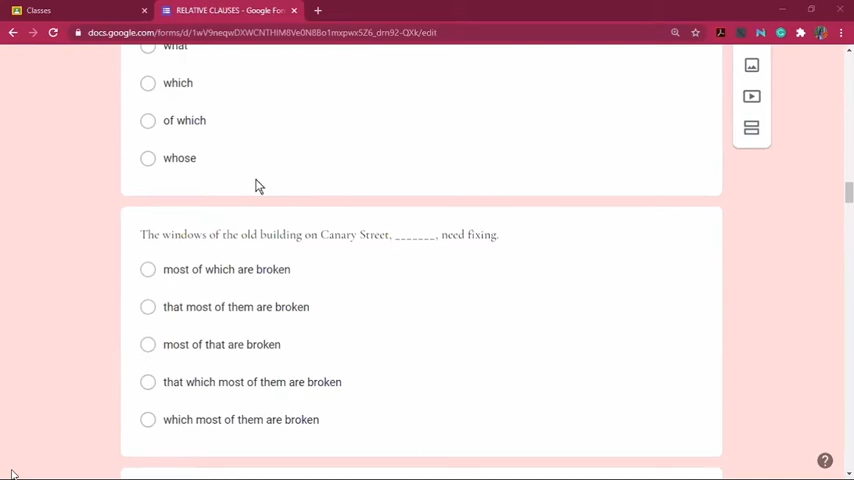 Classes
RELATIVE CLAUSES - Google For
docs.google.com/forms/d/1wV9neqwDXWCNTHIM8Ve0N8Bo1mxpwx5Z6_drn92-QXk/edit
what
which
of which
whose
The windows of the old building on Canary Street, _______, need fixing.
most of which are broken
that most of them are broken
most of that are broken
that which most of them are broken
which most of them are broken